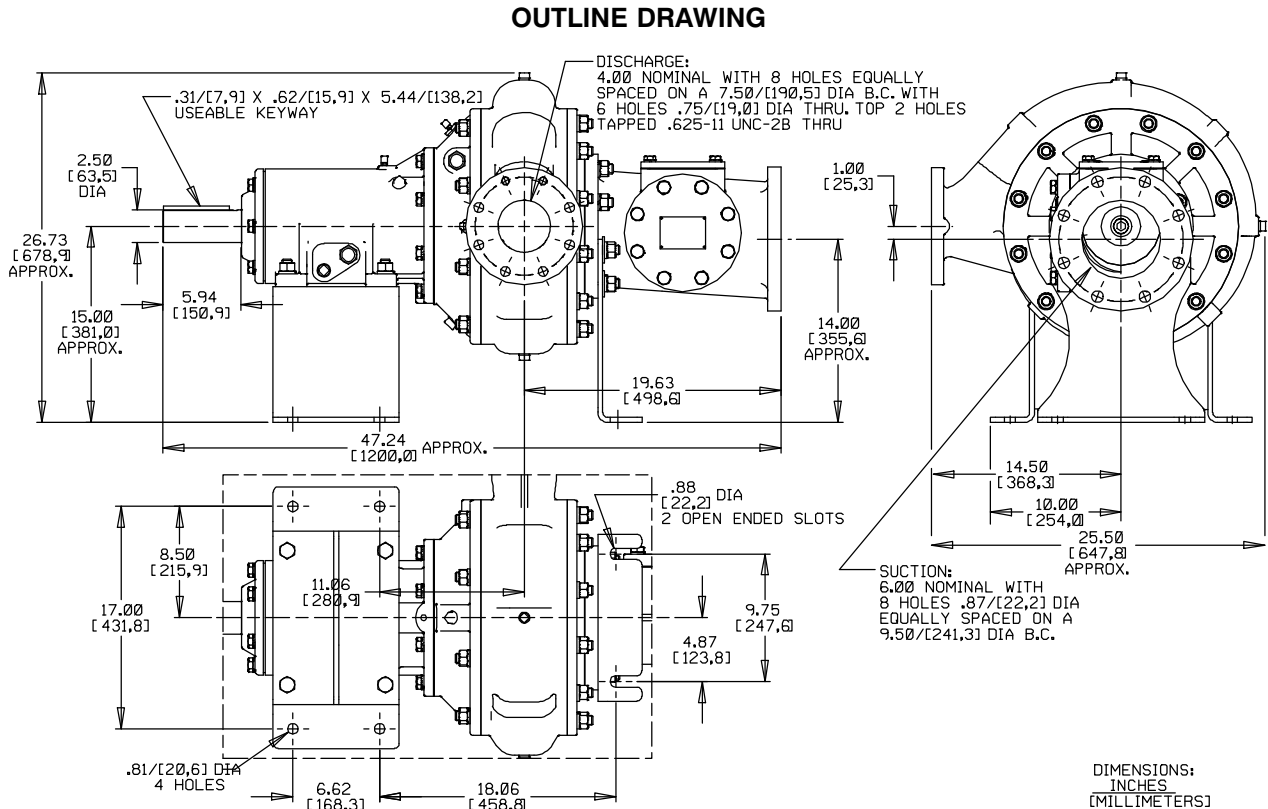 OUTLINE DRAWING
DISCHARGE:
4.00 NOMINAL WITH 8 HOLES EQUALLY
SPACED ON A 7.50/[190,5] DIA B.C. WITH
6 HOLES .75/[19,0] DIA THRU. TOP 2 HOLES
TAPPED .625-11 UNC-2B THRU
.31/[7,9] X .62/[15,9] X 5.44/[138,2]
USEABLE KEYWAY
2.50
[63,5]
DIA
1.00
[25,3]
26.73
[678,9]
APPROX.
5.94
[150,9]
15.00
[381,0]
APPROX.
14.00
[355,6]
APPROX.
19.63
[498,6]
47.24 APPROX.
[1200,0]
14.50
[368,3]
10.00
[254,0]
25.50
[647,8]
APPROX.
.88 DIA
[22,2]
2 OPEN ENDED SLOTS
8.50
[215,9]
11.06
[280,9]
17.00
[431,8]
9.75
[247,6]
4.87
[123,8]
SUCTION:
6.00 NOMINAL WITH
8 HOLES .87/[22,2] DIA
EQUALLY SPACED ON A
9.50/[241,3] DIA B.C.
.81/[20,6] DIA
4 HOLES
6.62
[168,3]
18.06
[458,8]
DIMENSIONS:
INCHES
[MILLIMETERS]